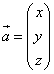 a⃗ = ( x
y
z )